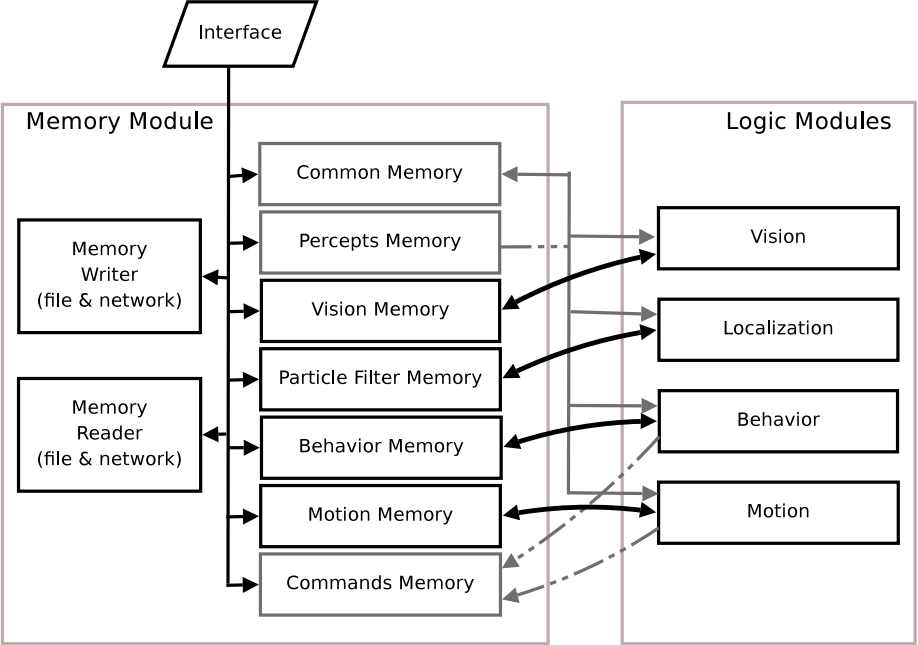 Interface
Memory Module
Logic Modules
Common Memory
Percepts Memory
Vision Memory
Particle Filter Memory
Behavior Memory
Motion Memory
Commands Memory
Memory
Writer
(file & network)
Memory
Reader
(file & network)
Vision
Localization
Behavior
Motion